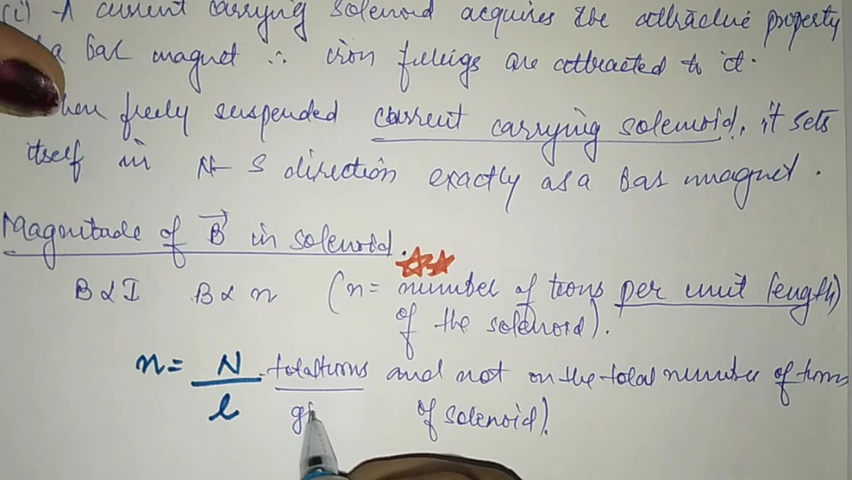 (i) A current carrying solenoid acquires the attractive property
a bar magnet ∴ iron fillings are attracted to it.
freely suspended current carrying solenoid, it sets
itself in N-S direction exactly as a bar magnet.
Magnitude of B⃗ in solenoid.
B ∝ I B ∝ n (n = number of turns per unit length)
of the solenoid).
n = N/l total turns and not on the total number of turns
of solenoid).